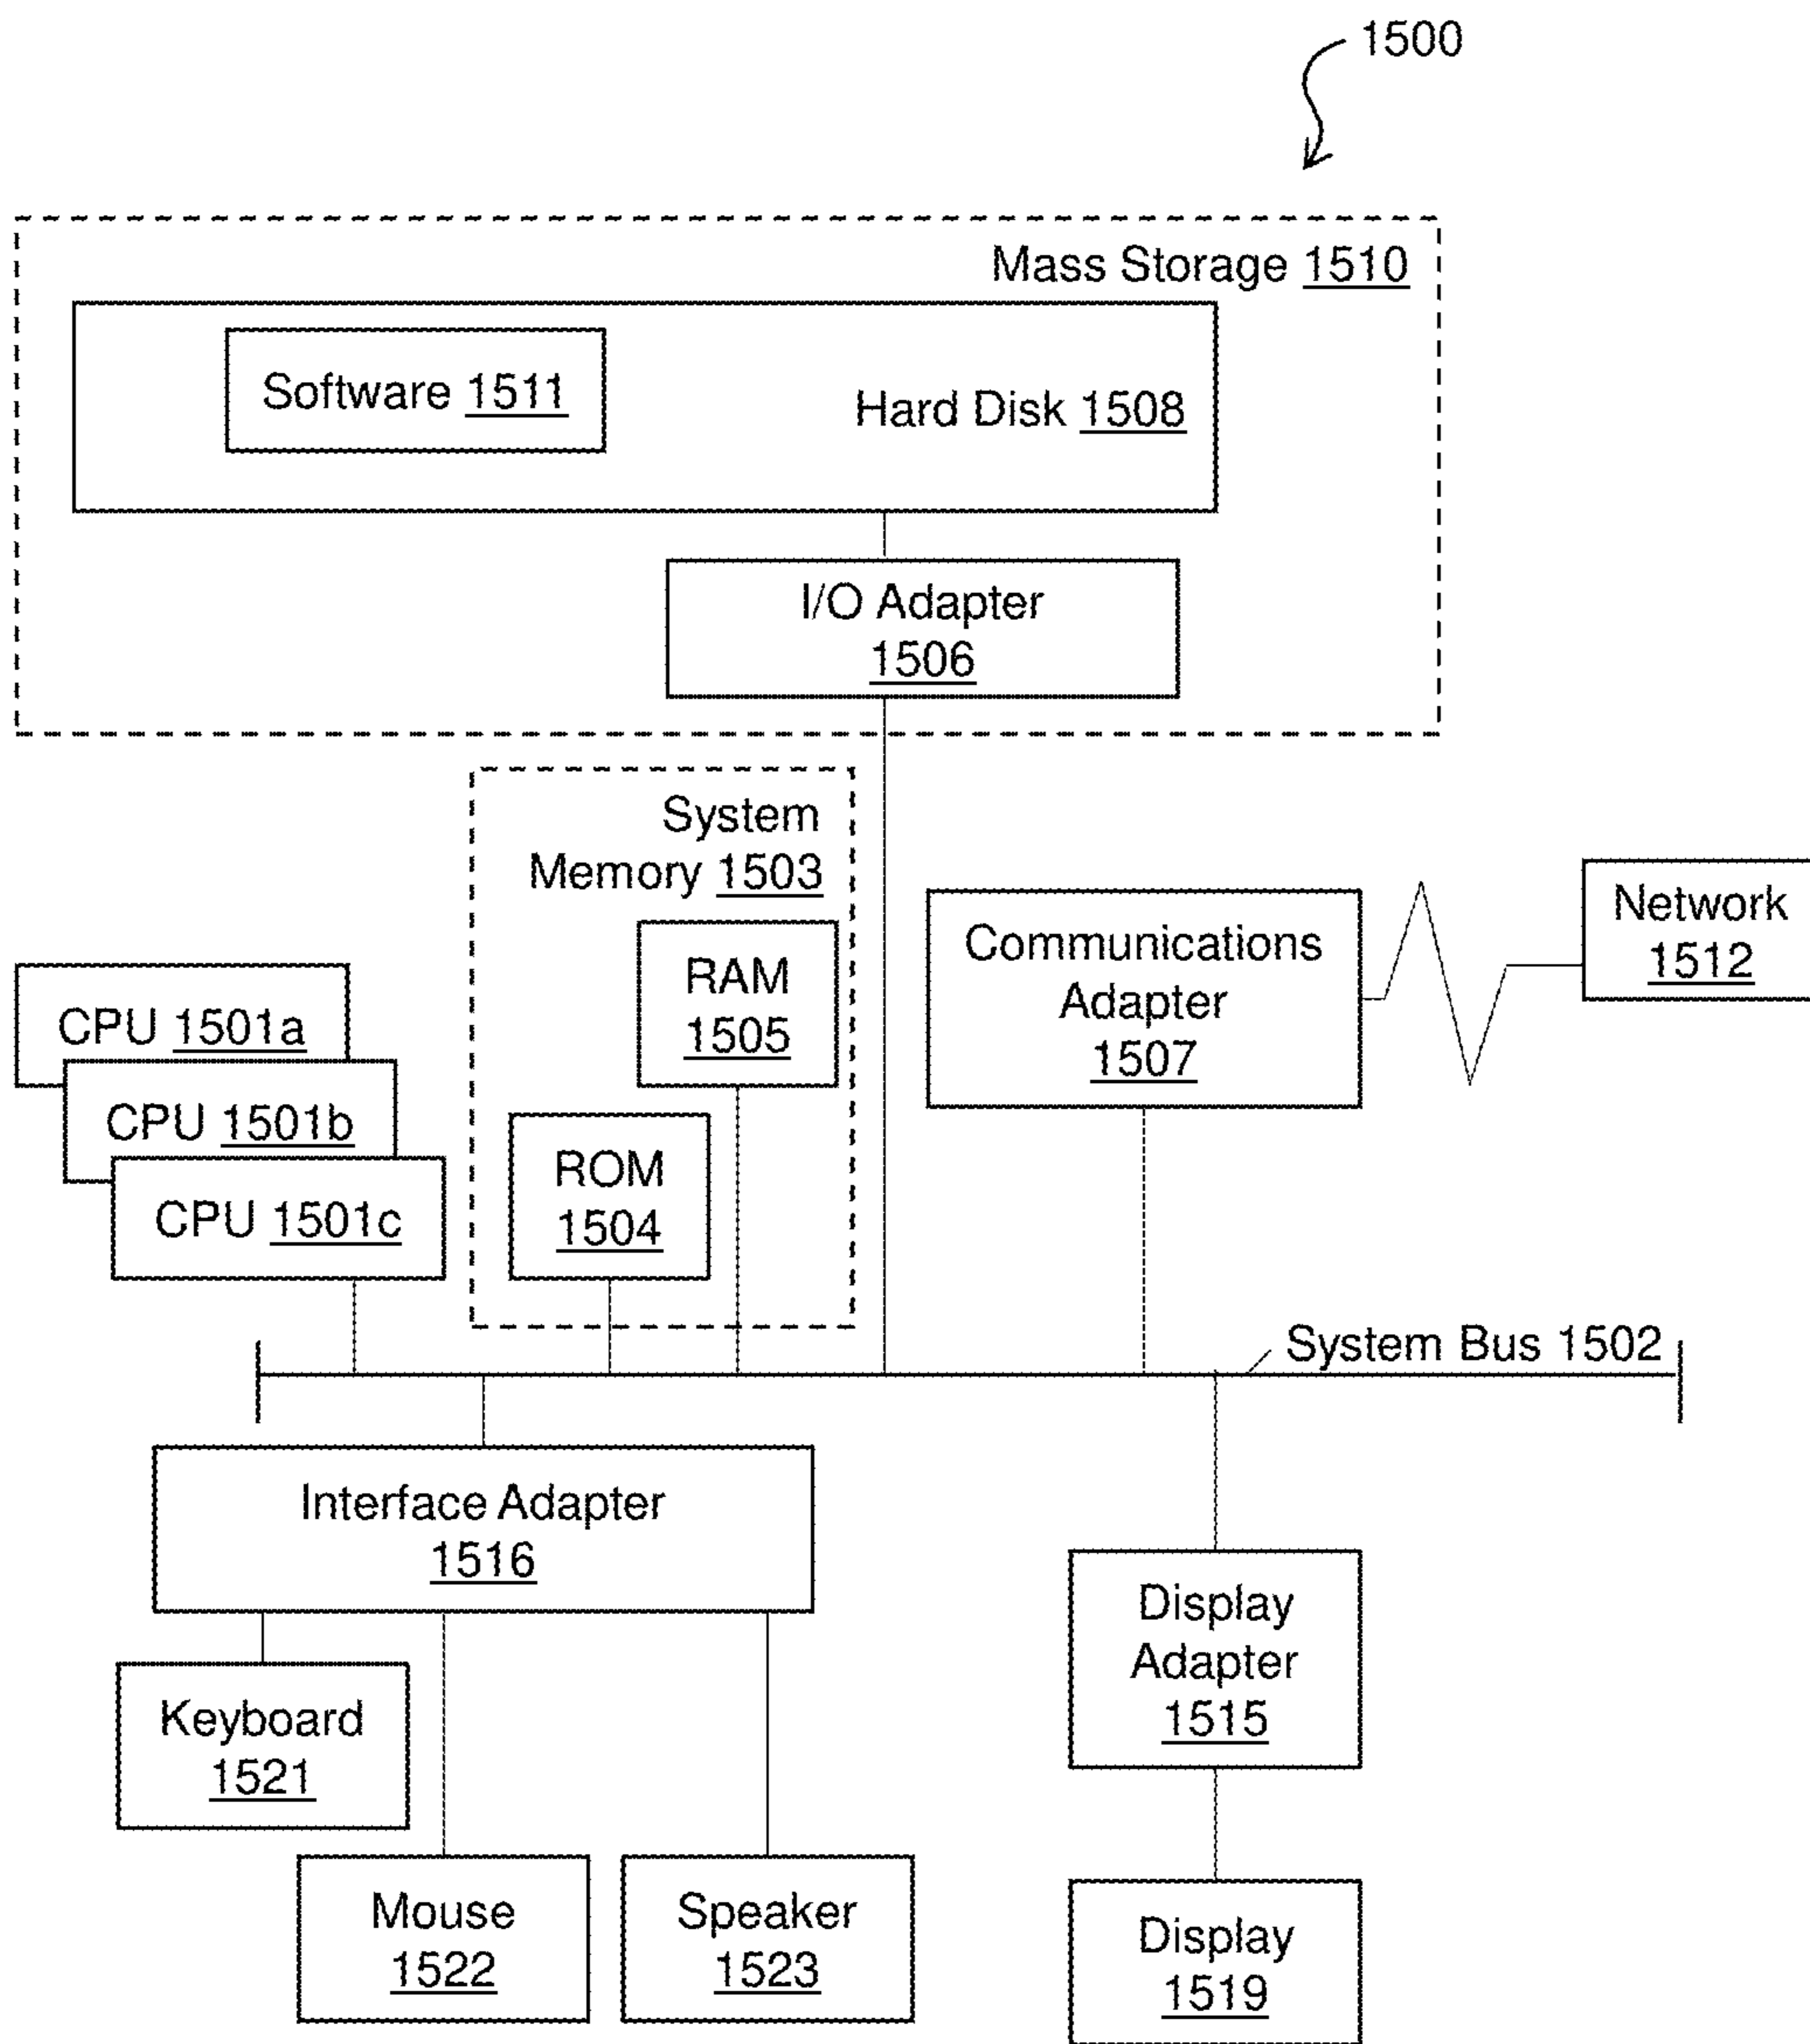 1500
Mass Storage 1510
Software 1511
Hard Disk 1508
I/O Adapter
1506
System
Memory 1503
RAM
1505
ROM
1504
Communications
Adapter
1507
Network
1512
CPU 1501a
CPU 1501b
CPU 1501c
System Bus 1502
Interface Adapter
1516
Display
Adapter
1515
Keyboard
1521
Mouse
1522
Speaker
1523
Display
1519